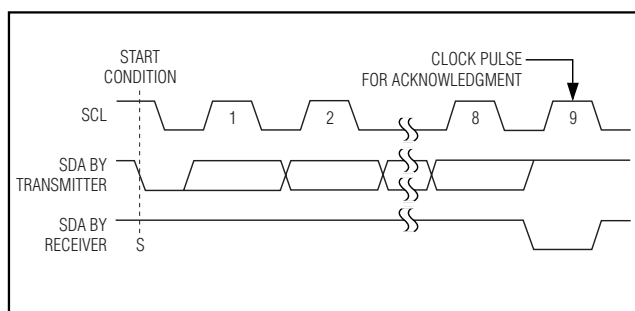 START
CONDITION
CLOCK PULSE
FOR ACKNOWLEDGMENT
SCL
1
2
8
9
SDA BY
TRANSMITTER
SDA BY
RECEIVER
S